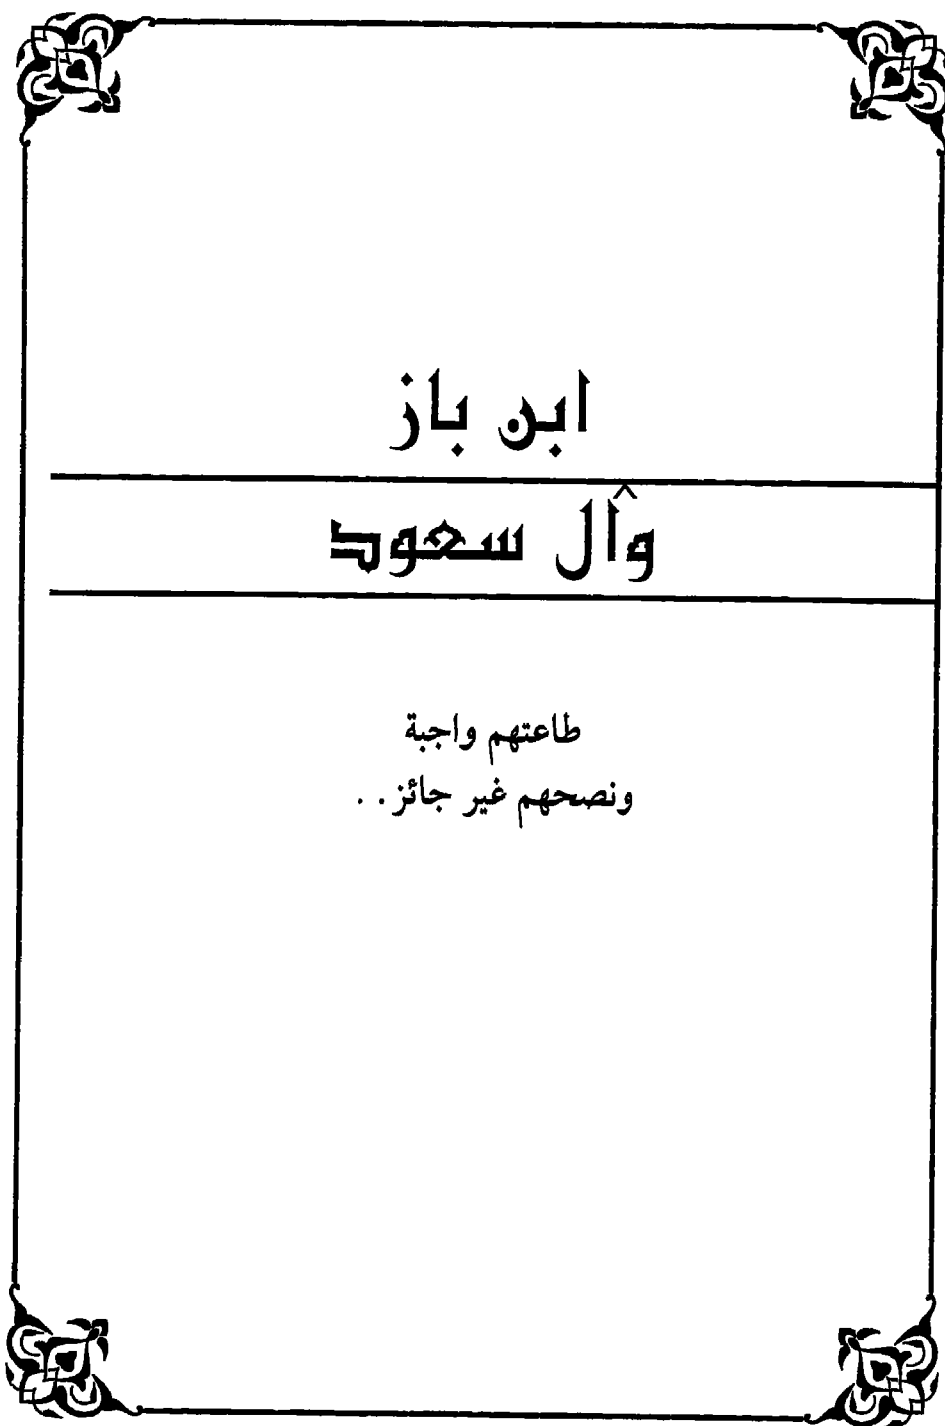 ابن باز
وآل سعود
طاعتهم واجبة
ونصحهم غير جائز . .